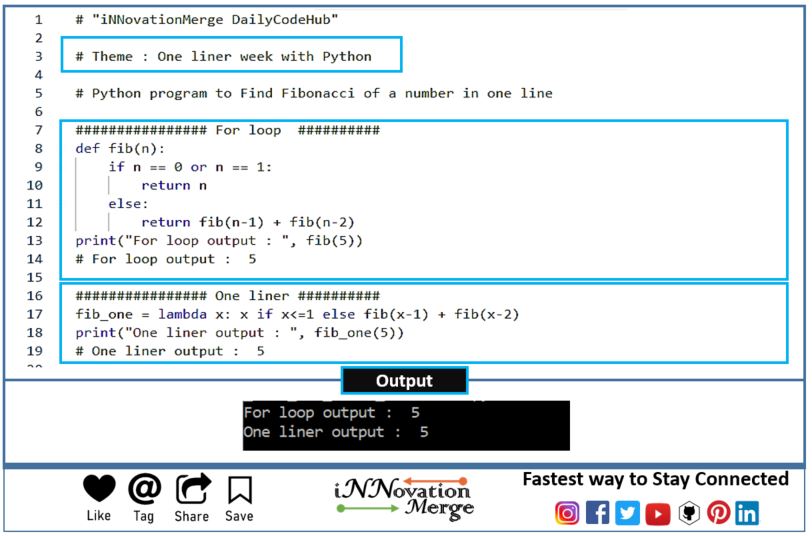 1 # "iNNovationMerge DailyCodeHub"
2
3 # Theme : One liner week with Python
4
5 # Python program to Find Fibonacci of a number in one line
6
7 ################ For loop ##########
8 def fib(n):
9     if n == 0 or n == 1:
10         return n
11     else:
12         return fib(n-1) + fib(n-2)
13 print("For loop output : ", fib(5))
14 # For loop output :  5
15
16 ################ One liner ##########
17 fib_one = lambda x: x if x<=1 else fib(x-1) + fib(x-2)
18 print("One liner output : ", fib_one(5))
19 # One liner output :  5
Output
For loop output :  5
One liner output :  5
Like Tag Share Save
iNNovation
Merge
Fastest way to Stay Connected